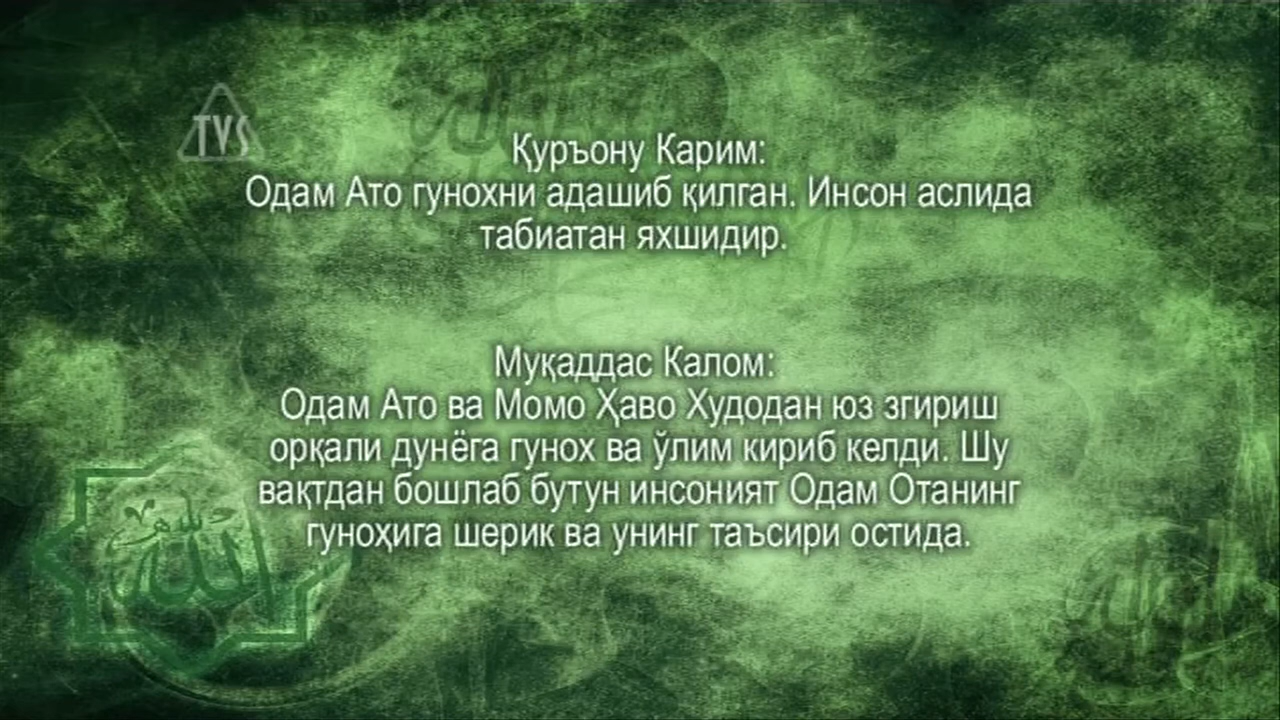 TVS
Қуръону Карим:
Одам Ато гунохни адашиб қилган. Инсон аслида
табиатан яхшидир.
Муқаддас Калом:
Одам Ато ва Момо Ҳаво Худодан юз згириш
орқали дунёга гунох ва ўлим кириб келди. Шу
вақтдан бошлаб бутун инсоният Одам Отанинг
гуноҳига шерик ва унинг таъсири остида.
الله